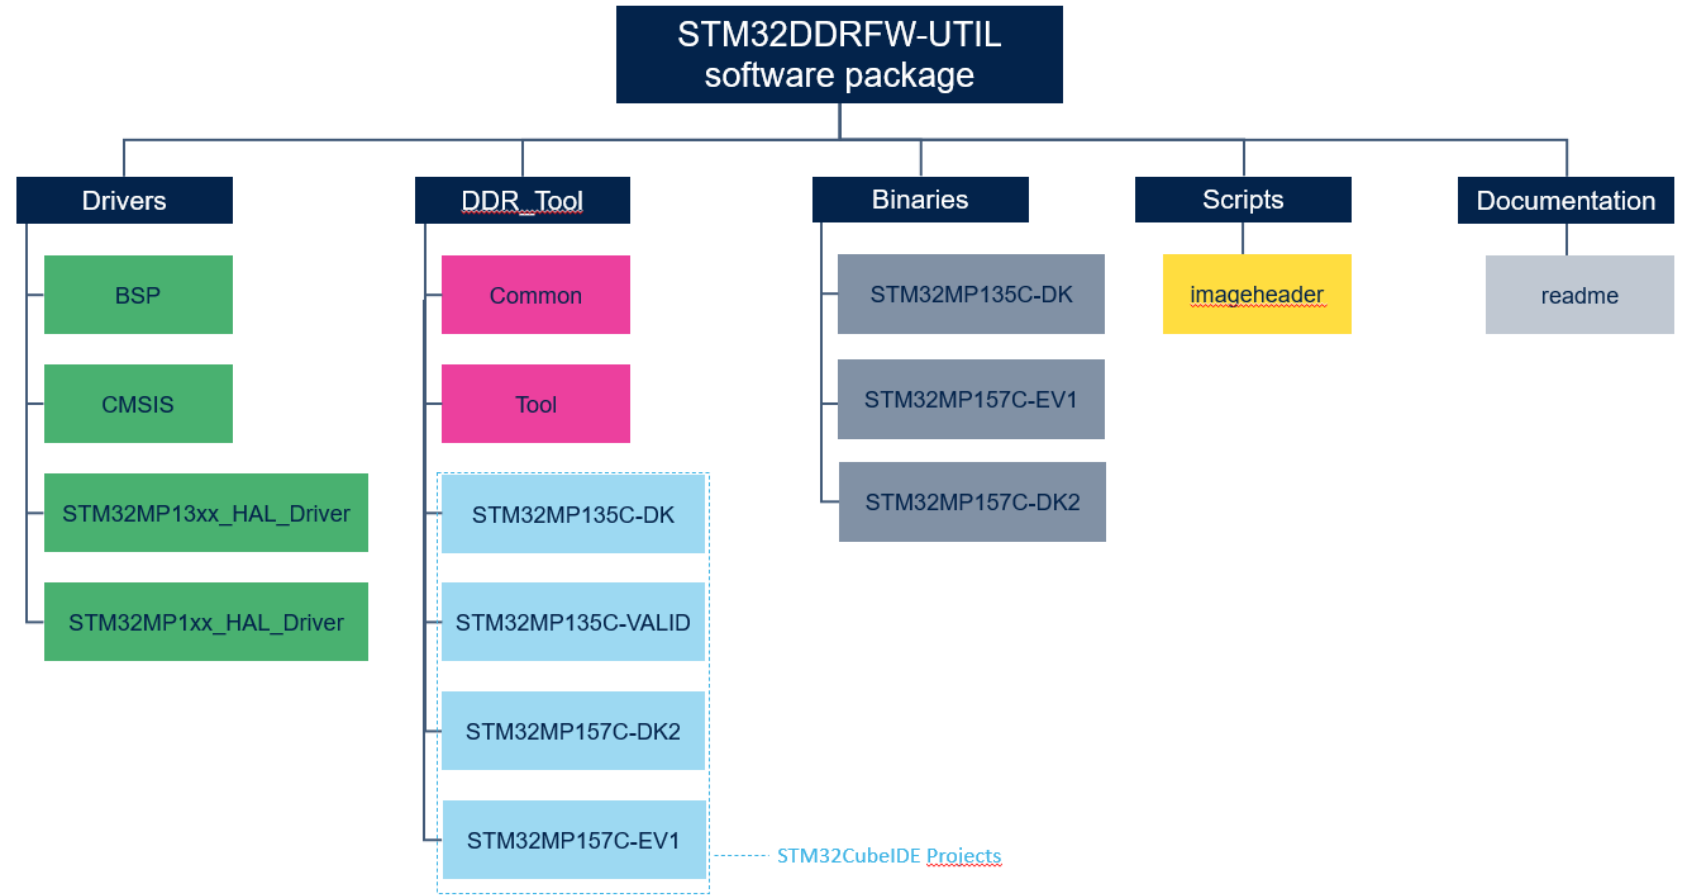 STM32DDRFW-UTIL
software package
Drivers
DDR_Tool
Binaries
Scripts
Documentation
BSP
CMSIS
STM32MP13xx_HAL_Driver
STM32MP1xx_HAL_Driver
Common
Tool
STM32MP135C-DK
STM32MP135C-VALID
STM32MP157C-DK2
STM32MP157C-EV1
STM32CubeIDE Projects
STM32MP135C-DK
STM32MP157C-EV1
STM32MP157C-DK2
imageheader
readme